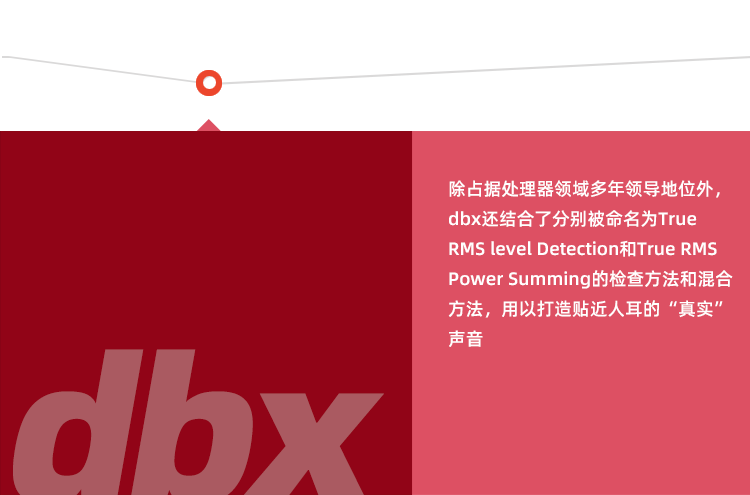 除占据处理器领域多年领导地位外，
dbx还结合了分别被命名为True
RMS level Detection和True RMS
Power Summing的检查方法和混合
方法，用以打造贴近人耳的“真实”
声音
dbx